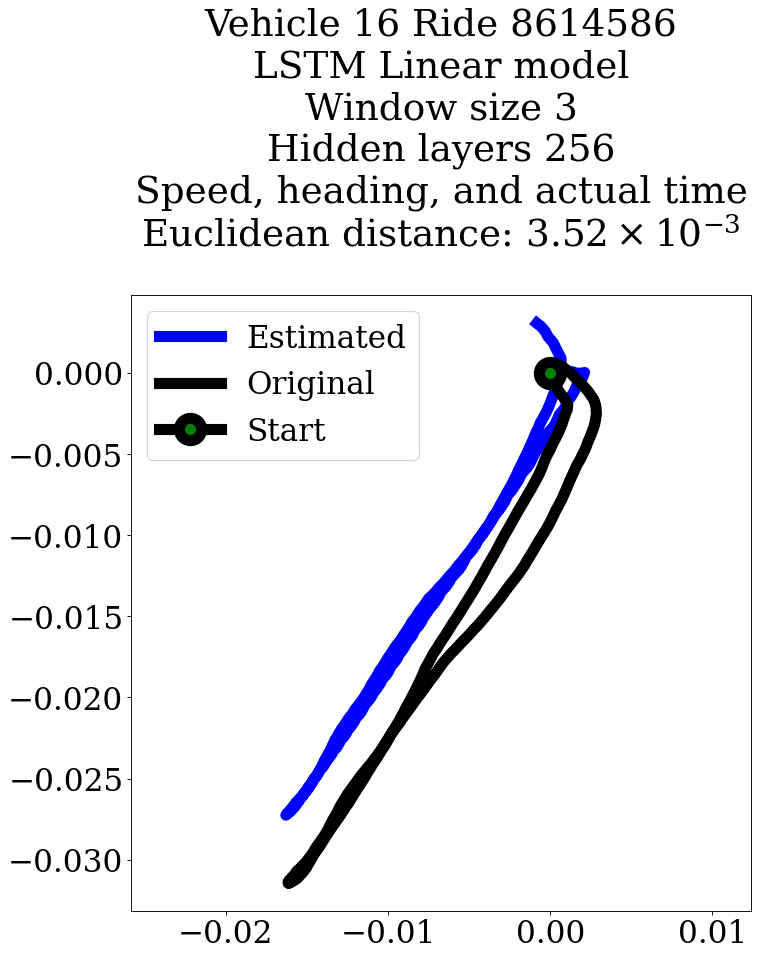 Vehicle 16 Ride 8614586
LSTM Linear model
Window size 3
Hidden layers 256
Speed, heading, and actual time
Euclidean distance: 3.52 × 10⁻³
Estimated
Original
Start
0.000
−0.005
−0.010
−0.015
−0.020
−0.025
−0.030
−0.02 −0.01 0.00 0.01